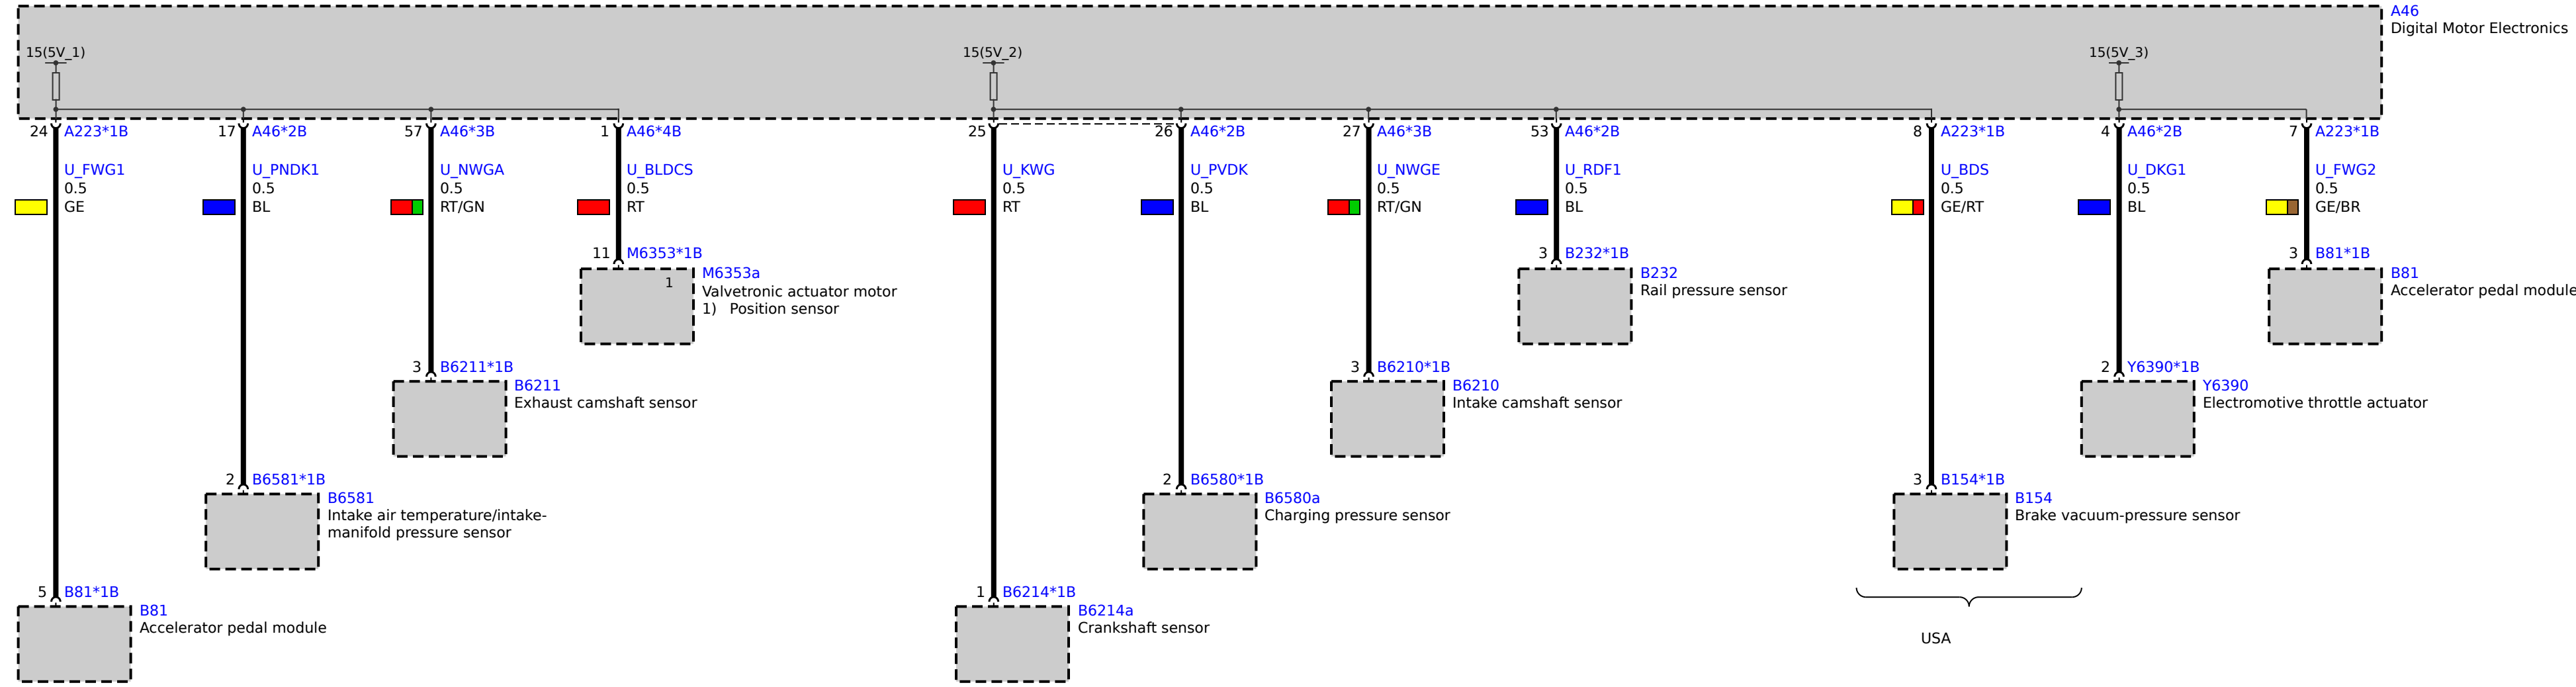 A46
Digital Motor Electronics
15(5V_1)
15(5V_2)
15(5V_3)
24 A223*1B
17 A46*2B
57 A46*3B
1 A46*4B
25
26 A46*2B
27 A46*3B
53 A46*2B
8 A223*1B
4 A46*2B
7 A223*1B
U_FWG1
0.5
GE
U_PNDK1
0.5
BL
U_NWGA
0.5
RT/GN
U_BLDCS
0.5
RT
U_KWG
0.5
RT
U_PVDK
0.5
BL
U_NWGE
0.5
RT/GN
U_RDF1
0.5
BL
U_BDS
0.5
GE/RT
U_DKG1
0.5
BL
U_FWG2
0.5
GE/BR
11 M6353*1B
1
M6353a
Valvetronic actuator motor
1) Position sensor
3 B232*1B
B232
Rail pressure sensor
3 B81*1B
B81
Accelerator pedal module
3 B6211*1B
B6211
Exhaust camshaft sensor
3 B6210*1B
B6210
Intake camshaft sensor
2 Y6390*1B
Y6390
Electromotive throttle actuator
2 B6581*1B
B6581
Intake air temperature/intake-
manifold pressure sensor
2 B6580*1B
B6580a
Charging pressure sensor
3 B154*1B
B154
Brake vacuum-pressure sensor
5 B81*1B
B81
Accelerator pedal module
1 B6214*1B
B6214a
Crankshaft sensor
USA